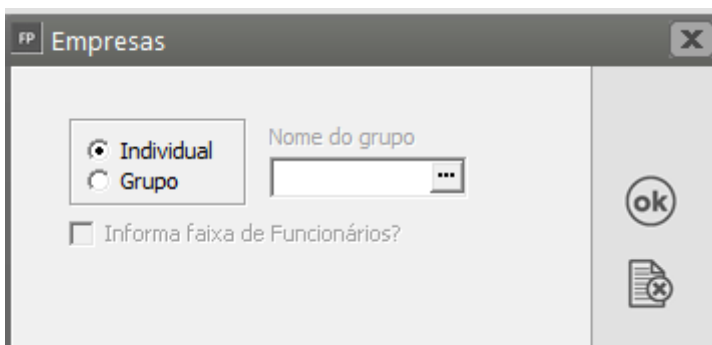 FP Empresas
Individual
Grupo
Nome do grupo
...
Informa faixa de Funcionários?
ok